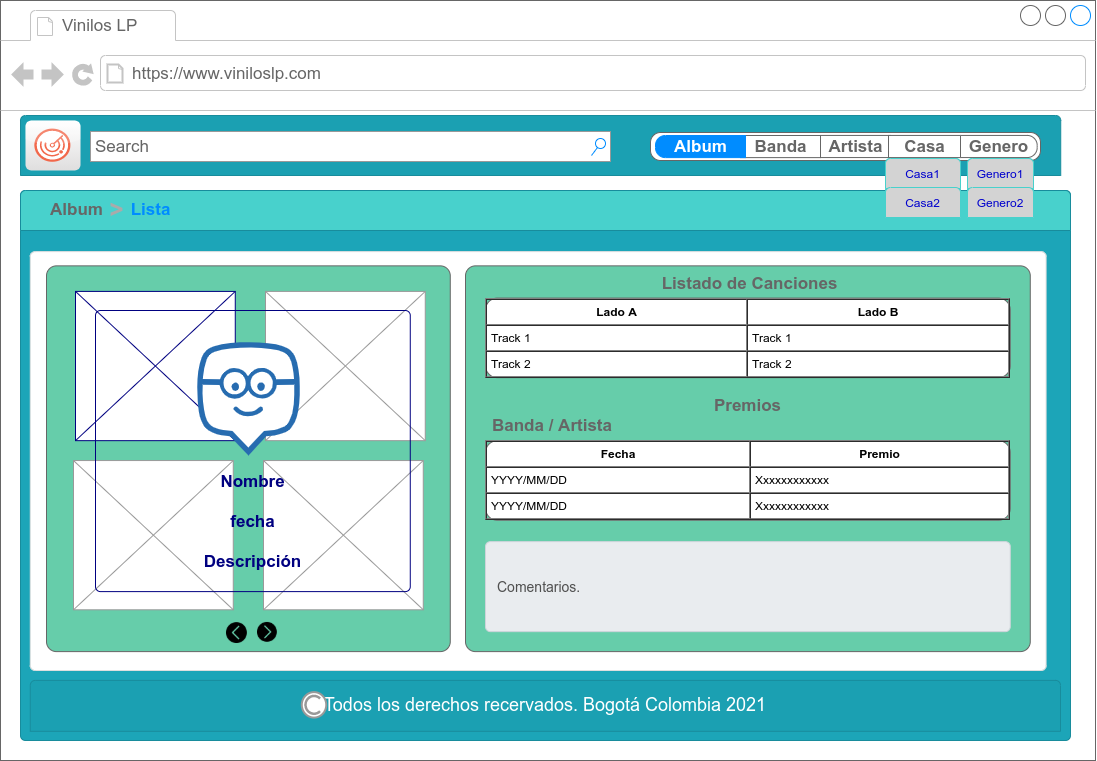 Vinilos LP
https://www.viniloslp.com
Search
Album Banda Artista Casa Genero
Casa1 Genero1
Casa2 Genero2
Album > Lista
Nombre
fecha
Descripción
Listado de Canciones
Lado A Lado B
Track 1 Track 1
Track 2 Track 2
Premios
Banda / Artista
Fecha Premio
YYYY/MM/DD Xxxxxxxxxxxx
YYYY/MM/DD Xxxxxxxxxxxx
Comentarios.
©Todos los derechos recervados. Bogotá Colombia 2021